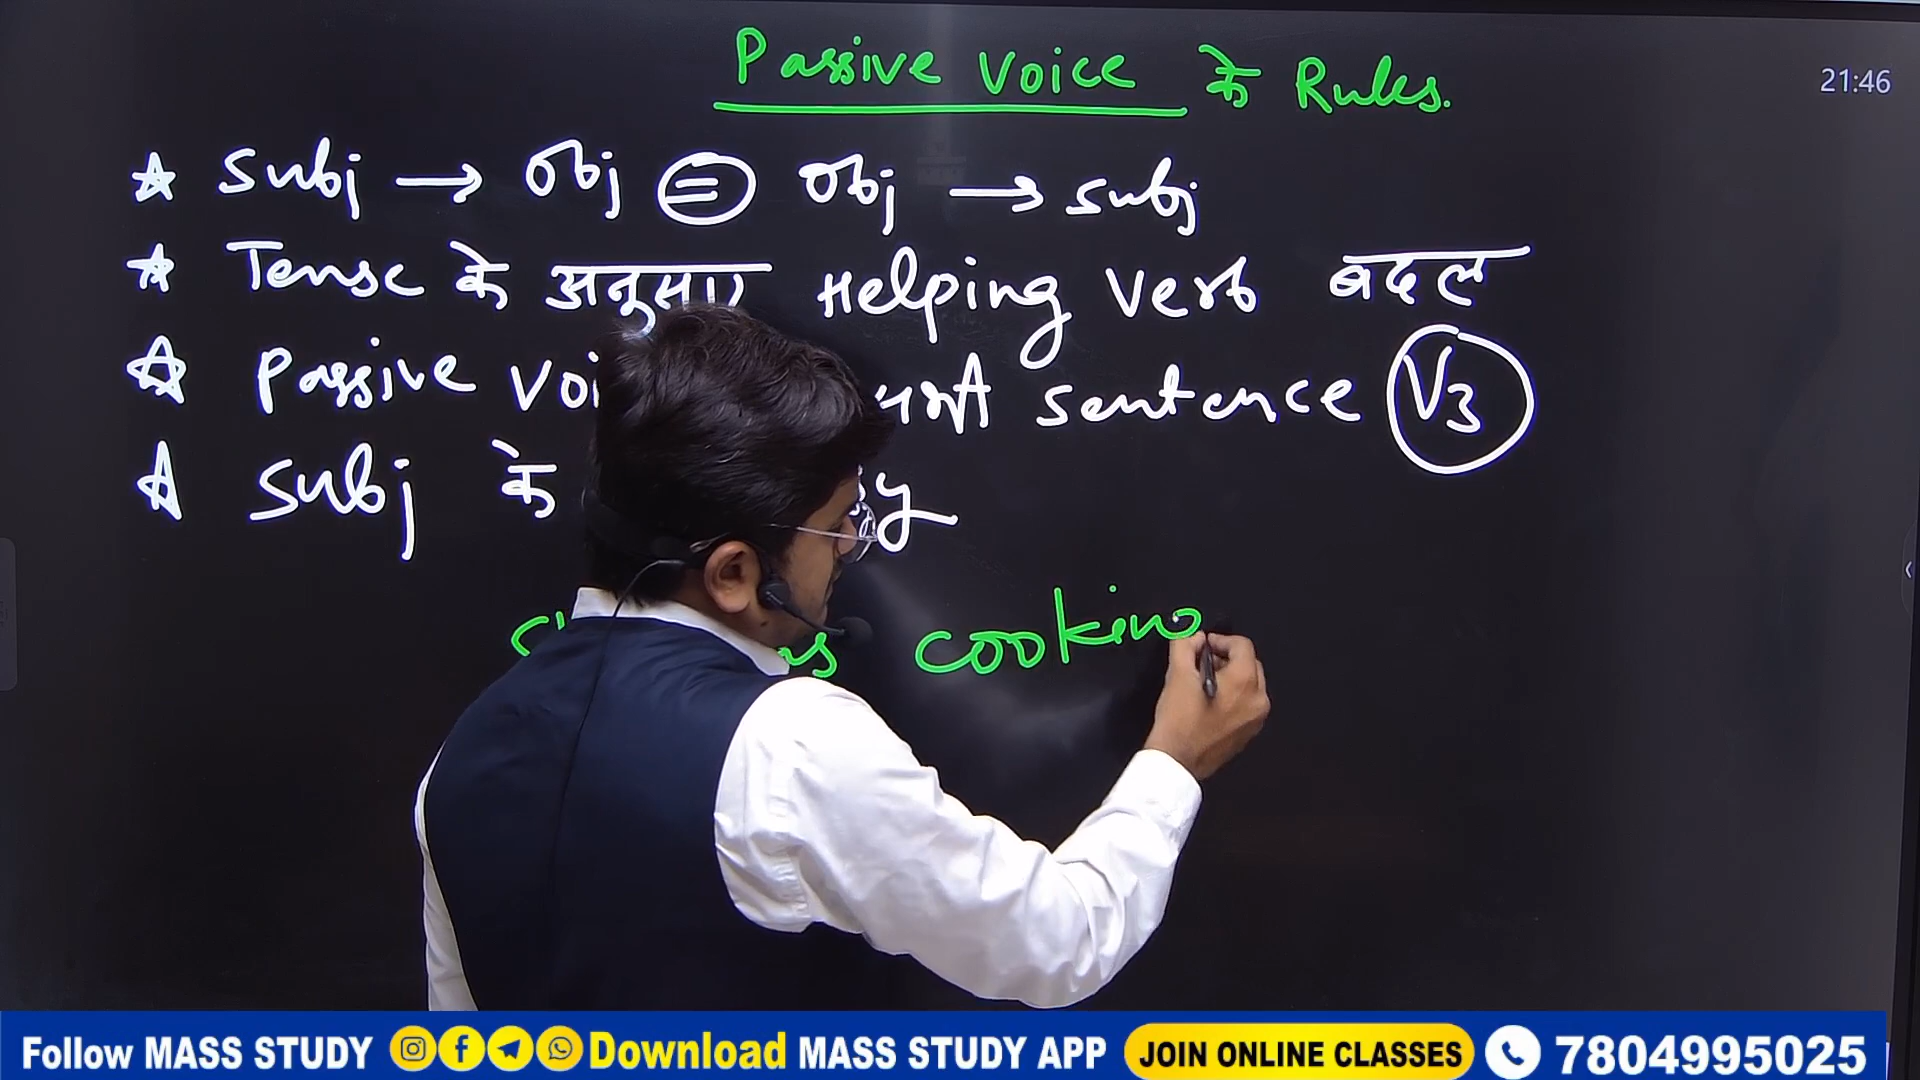 Passive Voice के Rules.
21:46
☆ Subj → Obj = Obj → Subj
☆ Tense के अनुसार Helping Verb बदल
☆ Passive Voi Sentence V3
☆ Subj के
cookin
Follow MASS STUDY Download MASS STUDY APP JOIN ONLINE CLASSES 7804995025